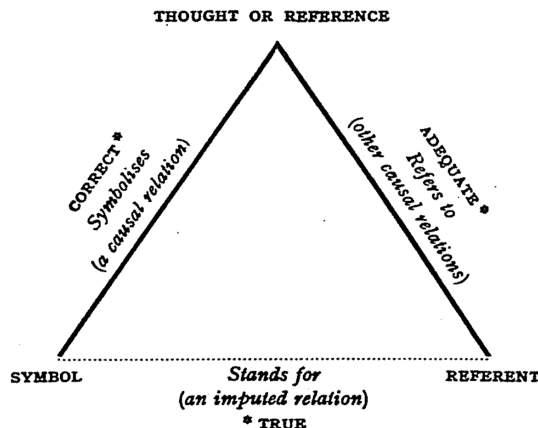 THOUGHT OR REFERENCE
CORRECT *
Symbolises
(a causal relation)
ADEQUATE *
Refers to
(other causal relations)
SYMBOL
REFERENT
Stands for
(an imputed relation)
* TRUE